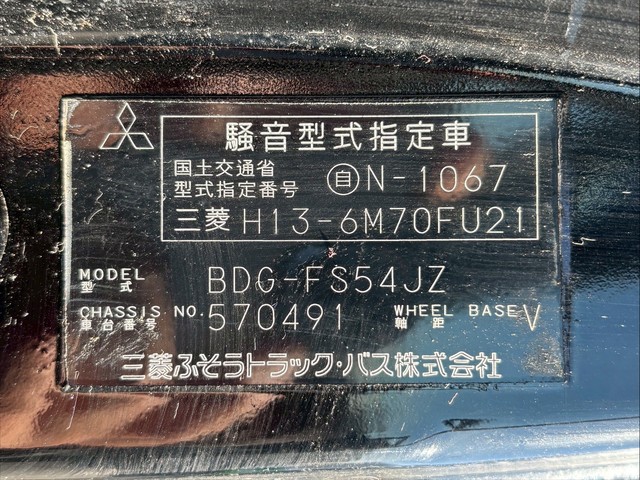 騒音型式指定車
国土交通省
型式指定番号 自N-1067
三菱 H13-6M70FU21
MODEL
型式 BDG-FS54JZ
CHASSIS NO.
車台番号 570491 WHEEL BASE
軸距 V
三菱ふそうトラック・バス株式会社